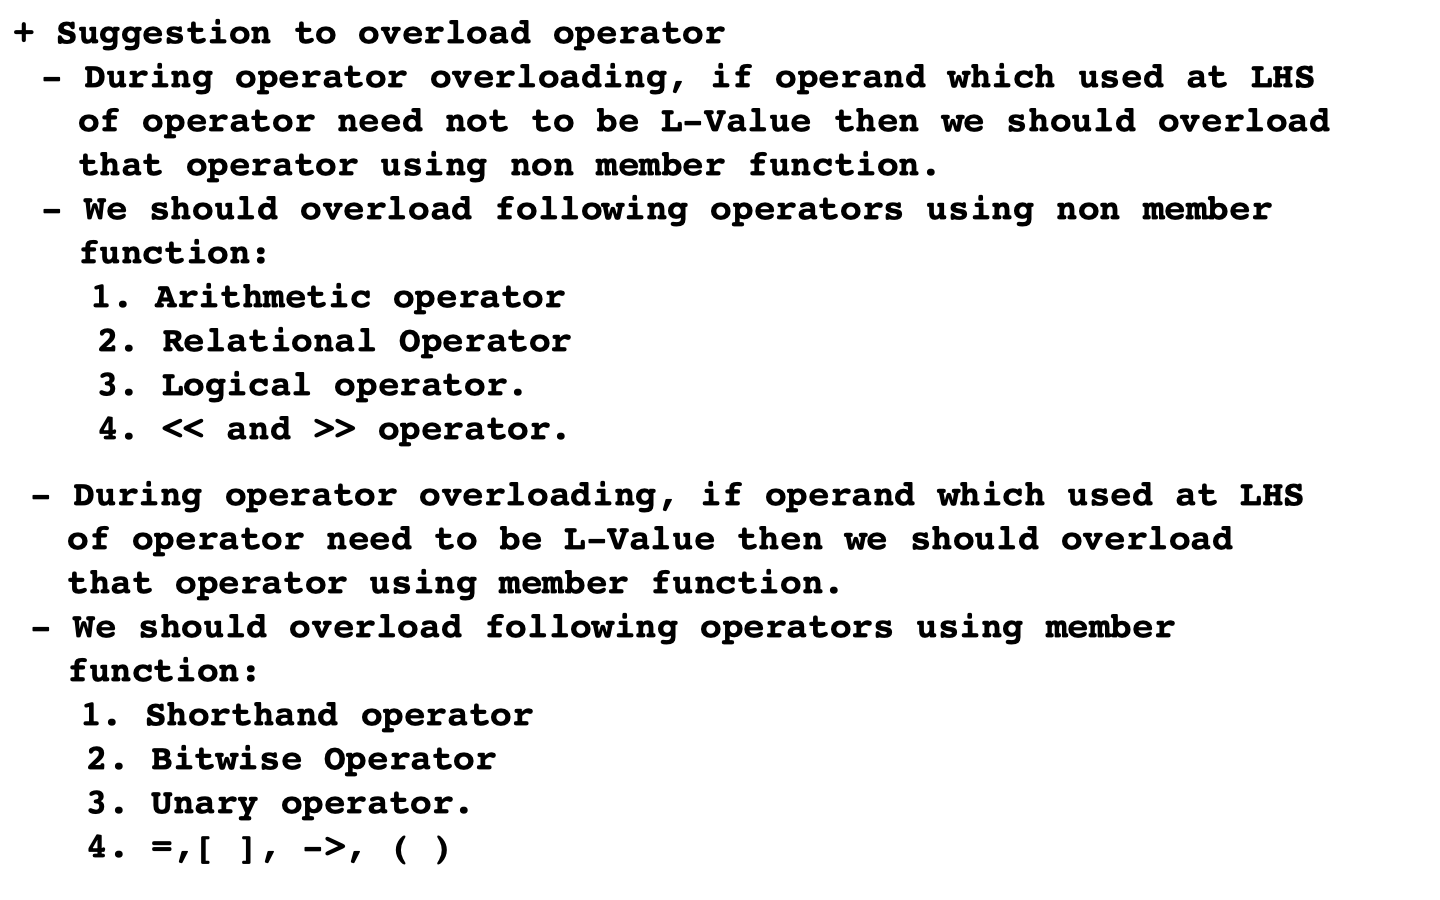 + Suggestion to overload operator
- During operator overloading, if operand which used at LHS
of operator need not to be L-Value then we should overload
that operator using non member function.
- We should overload following operators using non member
function:
1. Arithmetic operator
2. Relational Operator
3. Logical operator.
4. << and >> operator.
- During operator overloading, if operand which used at LHS
of operator need to be L-Value then we should overload
that operator using member function.
- We should overload following operators using member
function:
1. Shorthand operator
2. Bitwise Operator
3. Unary operator.
4. =,[ ], ->, ( )